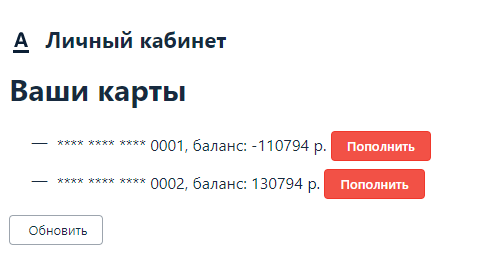 А Личный кабинет
Ваши карты
— **** **** **** 0001, баланс: -110794 р. Пополнить
— **** **** **** 0002, баланс: 130794 р. Пополнить
Обновить